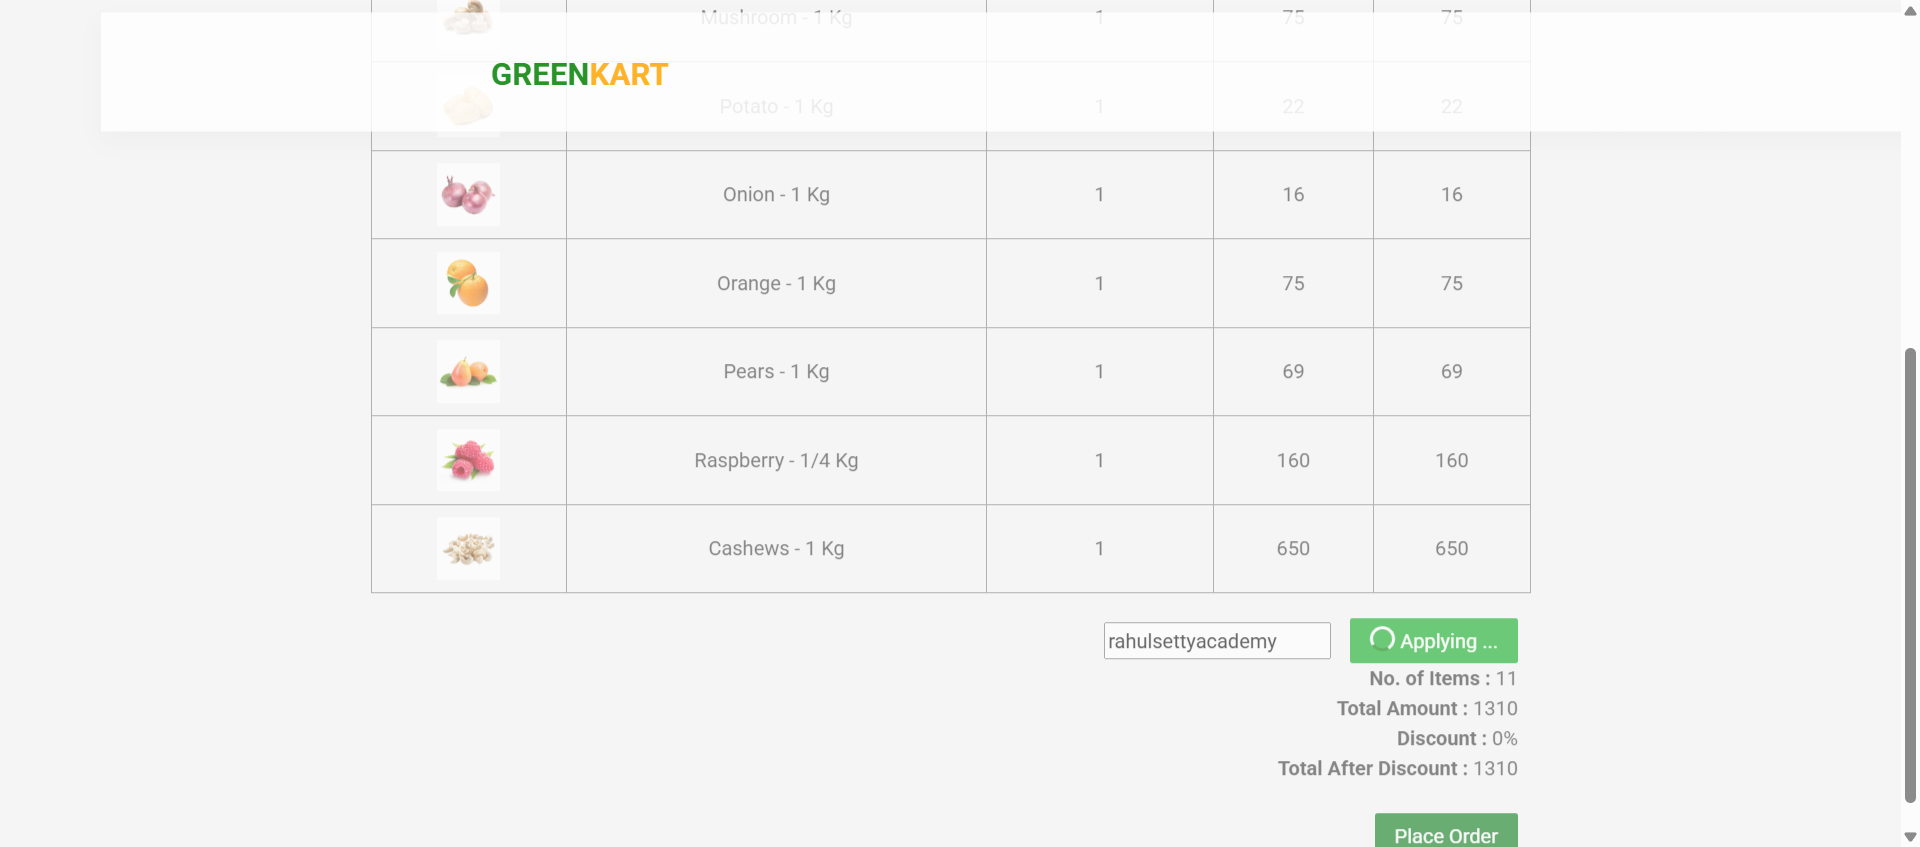 Mushroom - 1 Kg 1 75 75
GREENKART
Potato - 1 Kg 1 22 22
Onion - 1 Kg 1 16 16
Orange - 1 Kg 1 75 75
Pears - 1 Kg 1 69 69
Raspberry - 1/4 Kg 1 160 160
Cashews - 1 Kg 1 650 650
rahulsettyacademy Applying ...
No. of Items : 11
Total Amount : 1310
Discount : 0%
Total After Discount : 1310
Place Order